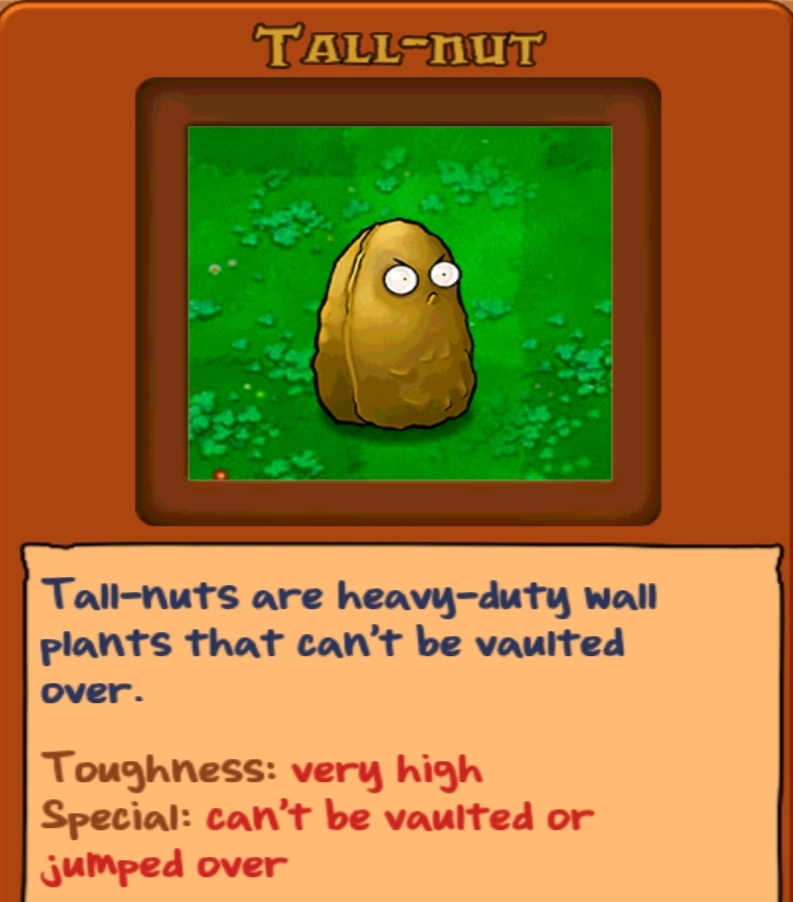 Tall-nut
Tall-nuts are heavy-duty wall
plants that can't be vaulted
over.
Toughness: very high
Special: can't be vaulted or
jumped over